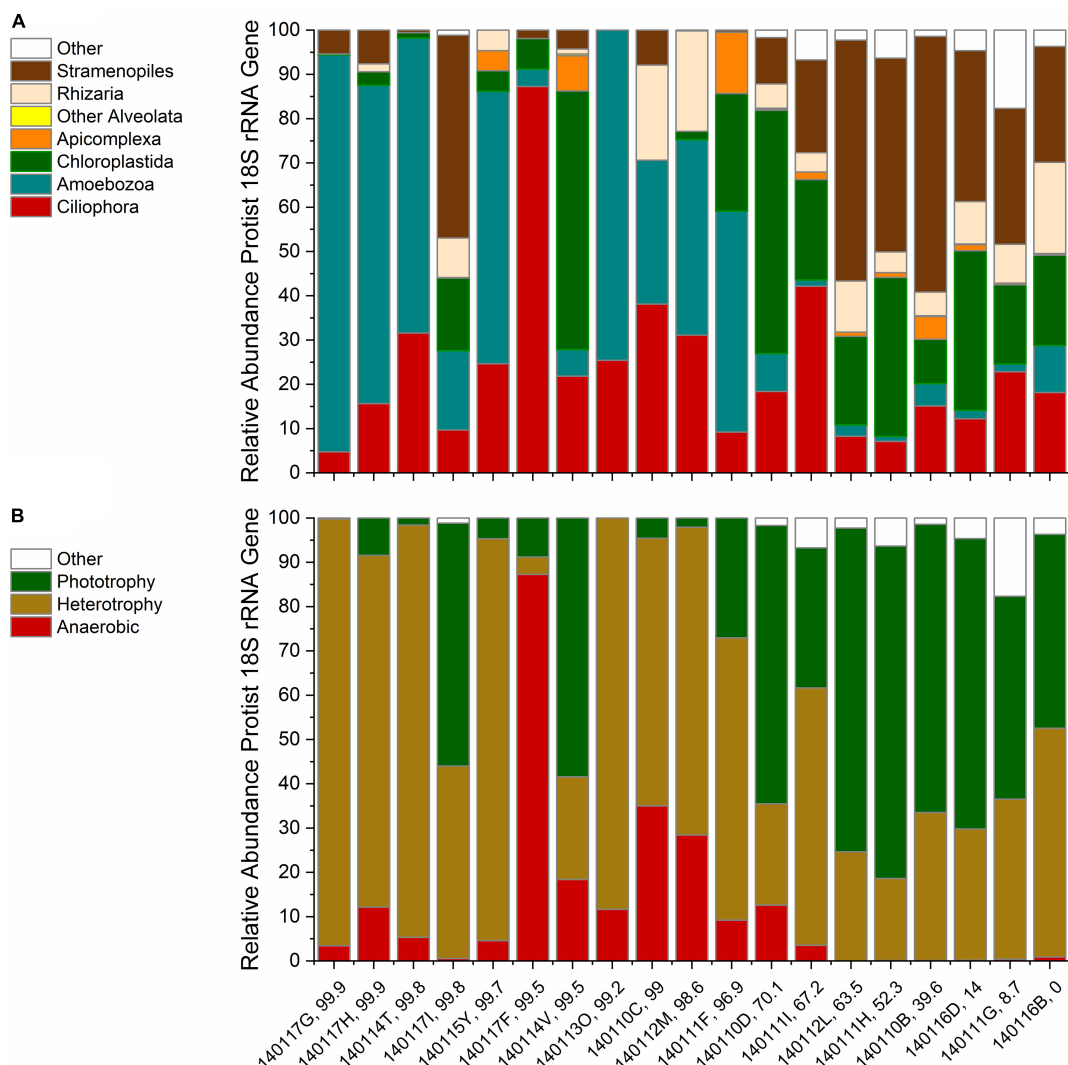 A
Other
Stramenopiles
Rhizaria
Other Alveolata
Apicomplexa
Chloroplastida
Amoebozoa
Ciliophora
Relative Abundance Protist 18S rRNA Gene
100
90
80
70
60
50
40
30
20
10
0
B
Other
Phototrophy
Heterotrophy
Anaerobic
Relative Abundance Protist 18S rRNA Gene
100
90
80
70
60
50
40
30
20
10
0
140117G, 99.9
140117H, 99.9
140114T, 99.8
140117I, 99.8
140115Y, 99.7
140117F, 99.5
140114V, 99.5
140113O, 99.2
140110C, 99
140112M, 98.6
140111F, 96.9
140110D, 70.1
140111I, 67.2
140112L, 63.5
140111H, 52.3
140110B, 39.6
140116D, 14
140111G, 8.7
140116B, 0